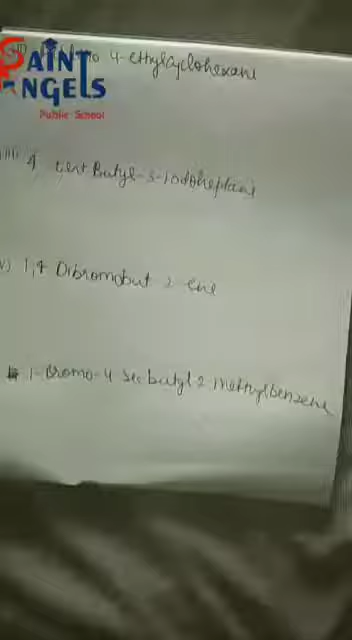 SAINT
ANGELS
Public School
4-ethylcyclohexane
4 tert.Butyl-3-iodoheptane
1,4 Dibromobut 2 ene
1-Bromo-4 sec butyl-2 methylbenzene